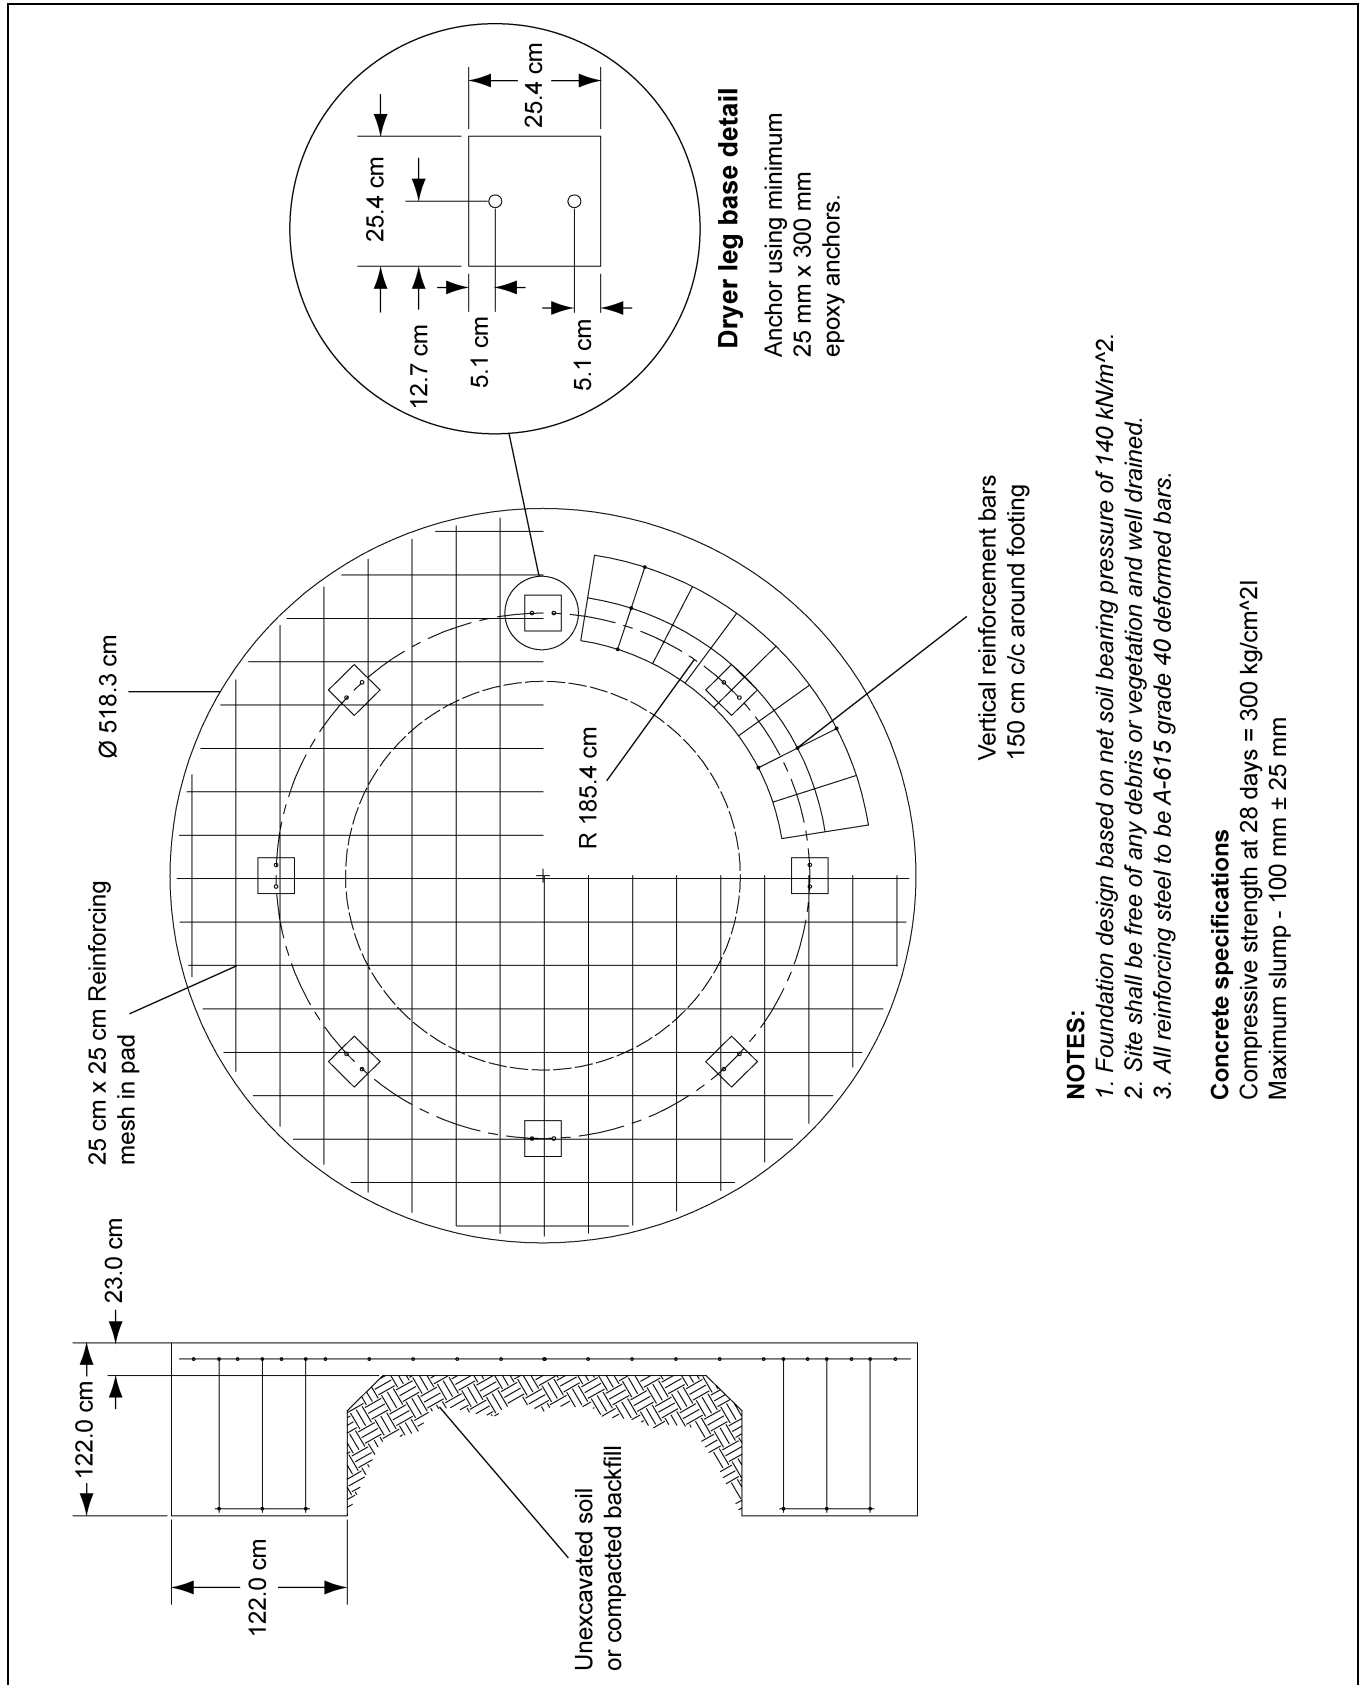 122.0 cm
122.0 cm
23.0 cm
Unexcavated soil
or compacted backfill
25 cm x 25 cm Reinforcing
mesh in pad
Ø 518.3 cm
R 185.4 cm
Vertical reinforcement bars
150 cm c/c around footing
25.4 cm
25.4 cm
12.7 cm
5.1 cm
5.1 cm
Dryer leg base detail
Anchor using minimum
25 mm x 300 mm
epoxy anchors.
NOTES:
1. Foundation design based on net soil bearing pressure of 140 kN/m^2.
2. Site shall be free of any debris or vegetation and well drained.
3. All reinforcing steel to be A-615 grade 40 deformed bars.
Concrete specifications
Compressive strength at 28 days = 300 kg/cm^2l
Maximum slump - 100 mm ± 25 mm